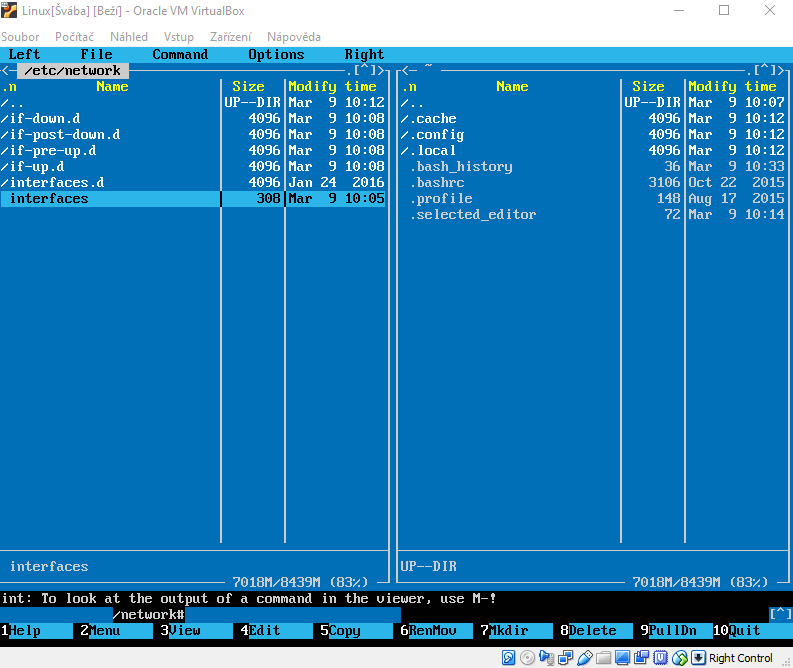 Linux[Švába] [Beží] - Oracle VM VirtualBox
Soubor Počítač Náhled Vstup Zařízení Nápověda
Left File Command Options Right
<─ /etc/network .[^]>
.n Name Size Modify time
/.. UP--DIR Mar 9 10:12
/if-down.d 4096 Mar 9 10:08
/if-post-down.d 4096 Mar 9 10:08
/if-pre-up.d 4096 Mar 9 10:08
/if-up.d 4096 Mar 9 10:08
/interfaces.d 4096 Jan 24 2016
interfaces 308 Mar 9 10:05
interfaces
7018M/8439M (83%)
<─ ~ .[^]>
.n Name Size Modify time
/.. UP--DIR Mar 9 10:07
/.cache 4096 Mar 9 10:12
/.config 4096 Mar 9 10:12
/.local 4096 Mar 9 10:12
.bash_history 36 Mar 9 10:33
.bashrc 3106 Oct 22 2015
.profile 148 Aug 17 2015
.selected_editor 72 Mar 9 10:14
UP--DIR
7018M/8439M (83%)
int: To look at the output of a command in the viewer, use M-!
/network# [^]
1Help 2Menu 3View 4Edit 5Copy 6RenMov 7Mkdir 8Delete 9PullDn 10Quit
Right Control